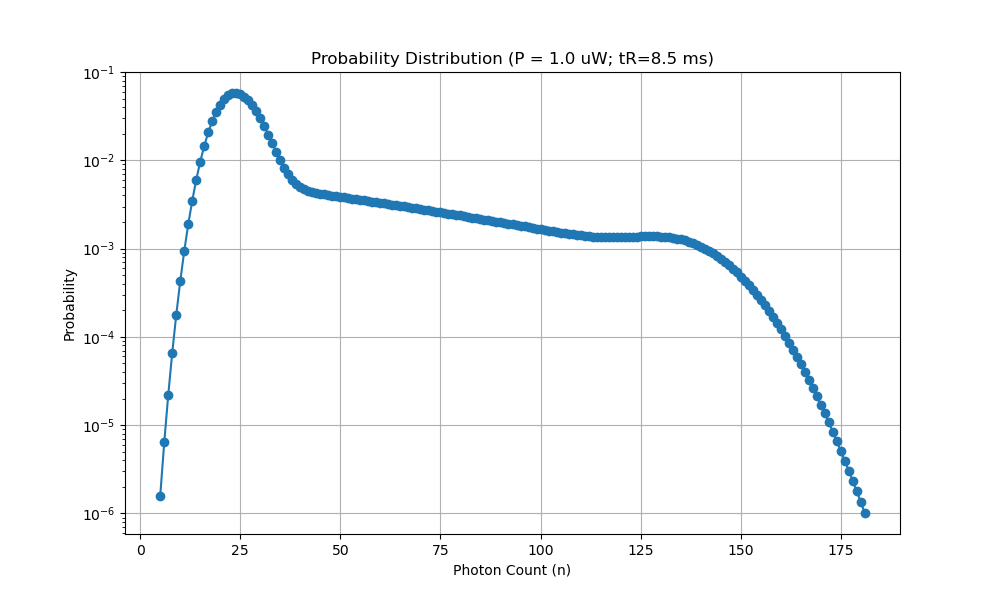 Probability Distribution (P = 1.0 uW; tR=8.5 ms)
Probability
10⁻¹
10⁻²
10⁻³
10⁻⁴
10⁻⁵
10⁻⁶
0 25 50 75 100 125 150 175
Photon Count (n)